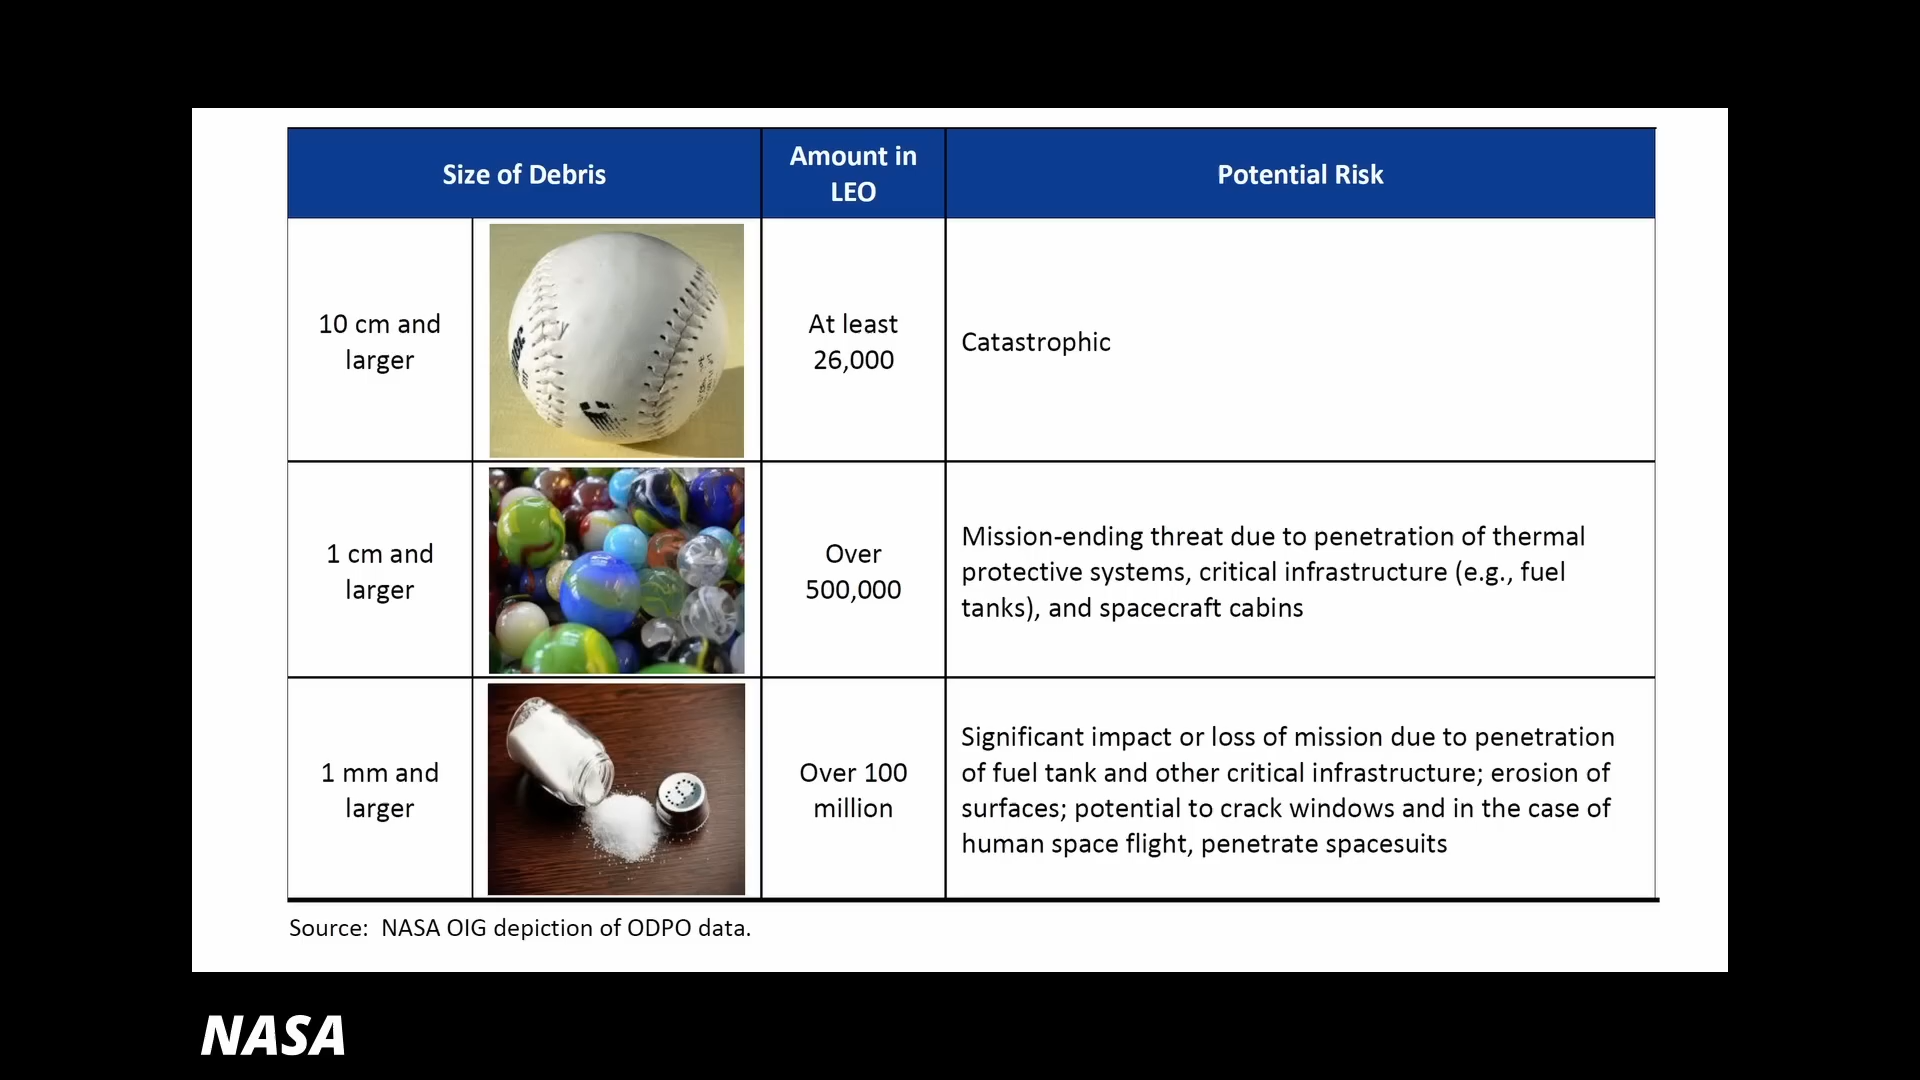 Size of Debris
Amount in
LEO
Potential Risk
10 cm and
larger
At least
26,000
Catastrophic
1 cm and
larger
Over
500,000
Mission-ending threat due to penetration of thermal
protective systems, critical infrastructure (e.g., fuel
tanks), and spacecraft cabins
1 mm and
larger
Over 100
million
Significant impact or loss of mission due to penetration
of fuel tank and other critical infrastructure; erosion of
surfaces; potential to crack windows and in the case of
human space flight, penetrate spacesuits
Source:  NASA OIG depiction of ODPO data.
NASA